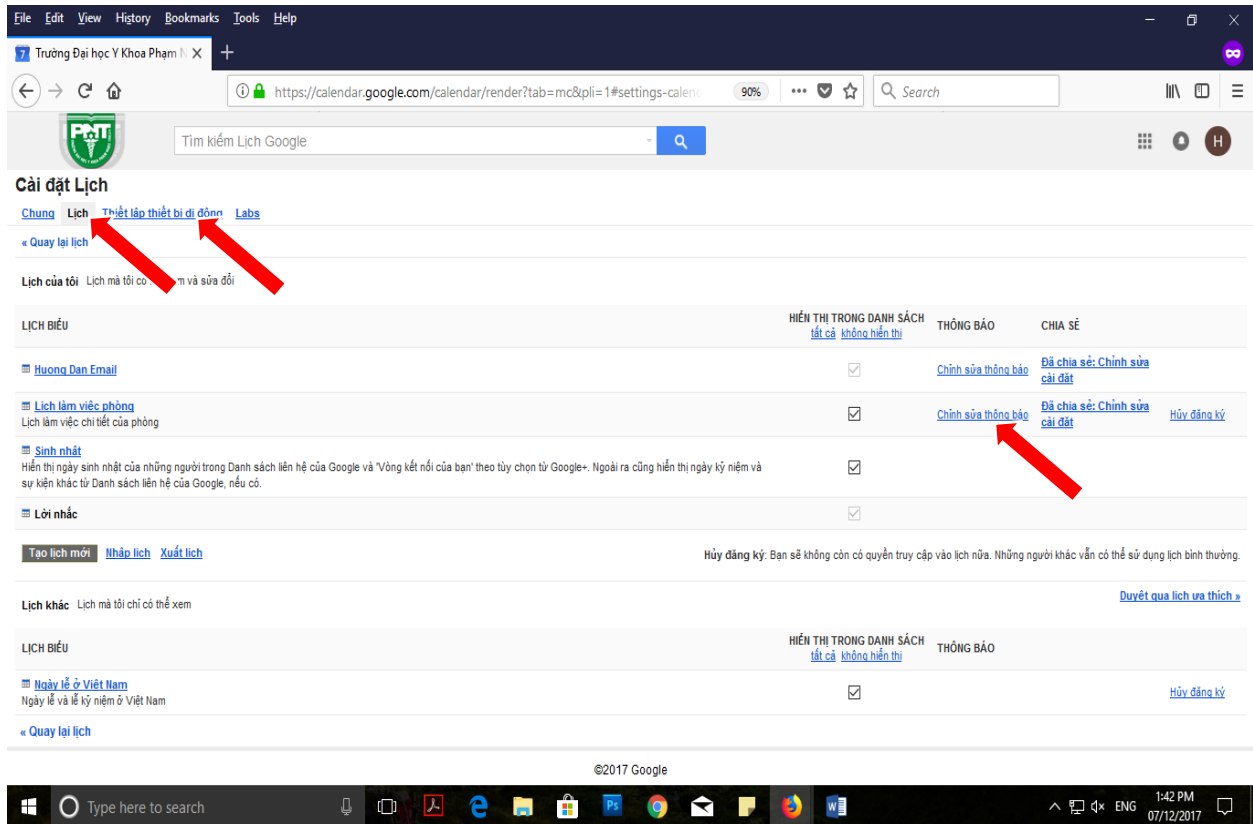 File Edit View History Bookmarks Tools Help
7 Trường Đại học Y Khoa Phạm N
https://calendar.google.com/calendar/render?tab=mc&pli=1#settings-calend 90% Search
PNT Tìm kiếm Lịch Google H
Cài đặt Lịch
Chung Lịch Thiết lập thiết bị di động Labs
« Quay lại lịch
Lịch của tôi Lịch mà tôi có và sửa đổi
LỊCH BIỂU HIỂN THỊ TRONG DANH SÁCH THÔNG BÁO CHIA SẺ
tất cả không hiển thị
Huong Dan Email Chỉnh sửa thông báo Đã chia sẻ: Chỉnh sửa
cài đặt
Lịch làm việc phòng Chỉnh sửa thông báo Đã chia sẻ: Chỉnh sửa
Lịch làm việc chi tiết của phòng cài đặt Hủy đăng ký
Sinh nhật
Hiển thị ngày sinh nhật của những người trong Danh sách liên hệ của Google và 'Vòng kết nối của bạn' theo tùy chọn từ Google+. Ngoài ra cũng hiển thị ngày kỷ niệm và
sự kiện khác từ Danh sách liên hệ của Google, nếu có.
Lời nhắc
Tạo lịch mới Nhập lịch Xuất lịch Hủy đăng ký: Bạn sẽ không còn có quyền truy cập vào lịch nữa. Những người khác vẫn có thể sử dụng lịch bình thường.
Lịch khác Lịch mà tôi chỉ có thể xem Duyệt qua lịch ưa thích »
LỊCH BIỂU HIỂN THỊ TRONG DANH SÁCH THÔNG BÁO
tất cả không hiển thị
Ngày lễ ở Việt Nam Hủy đăng ký
Ngày lễ và lễ kỷ niệm ở Việt Nam
« Quay lại lịch
©2017 Google
Type here to search Ps ENG 1:42 PM
07/12/2017